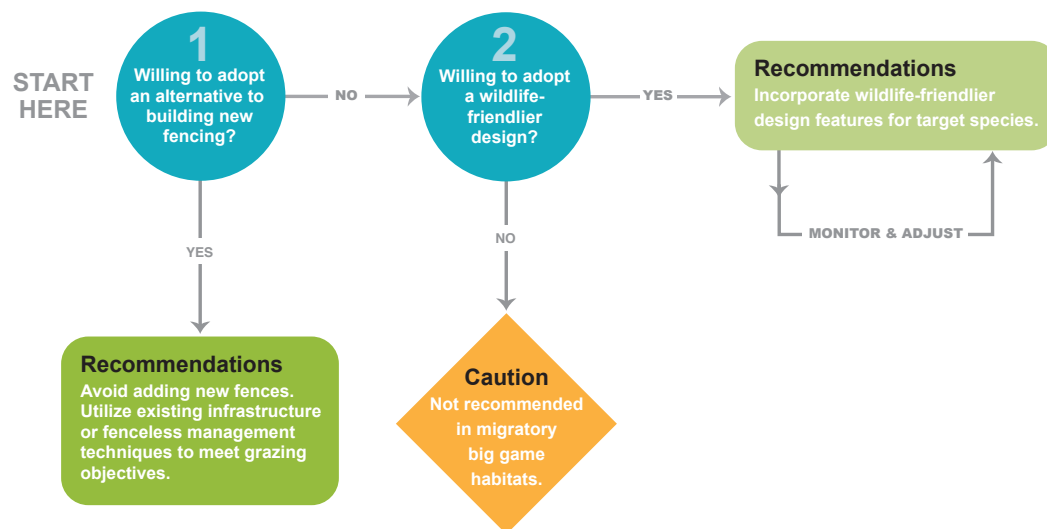 START
HERE
1
Willing to adopt
an alternative to
building new
fencing?
NO
2
Willing to adopt
a wildlife-
friendlier
design?
YES
Recommendations
Incorporate wildlife-friendlier
design features for target species.
MONITOR & ADJUST
YES
NO
Recommendations
Avoid adding new fences.
Utilize existing infrastructure
or fenceless management
techniques to meet grazing
objectives.
Caution
Not recommended
in migratory
big game
habitats.